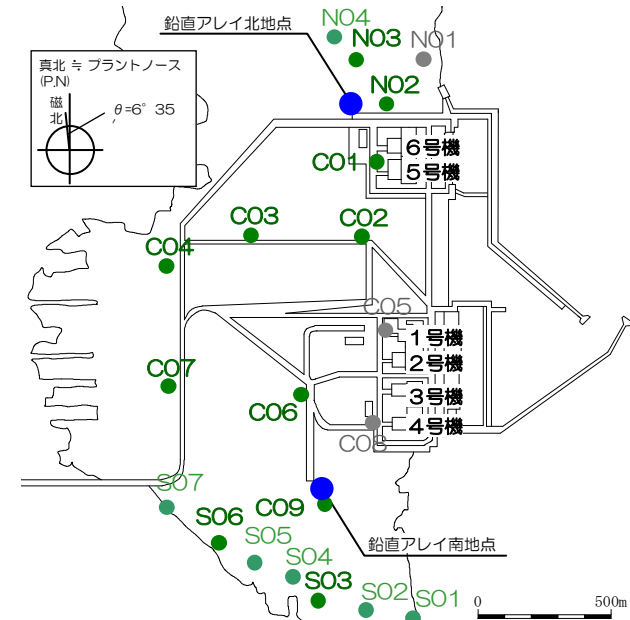 鉛直アレイ北地点
N04
N03
N01
真北 ≒ プラントノース
(P.N)
磁北
θ=6° 35′
N02
C01
6号機
5号機
C03
C02
C04
C05
1号機
2号機
C07
3号機
C06
4号機
C08
S07
C09
S06
S05
鉛直アレイ南地点
S04
S03
S02
S01
0
500m